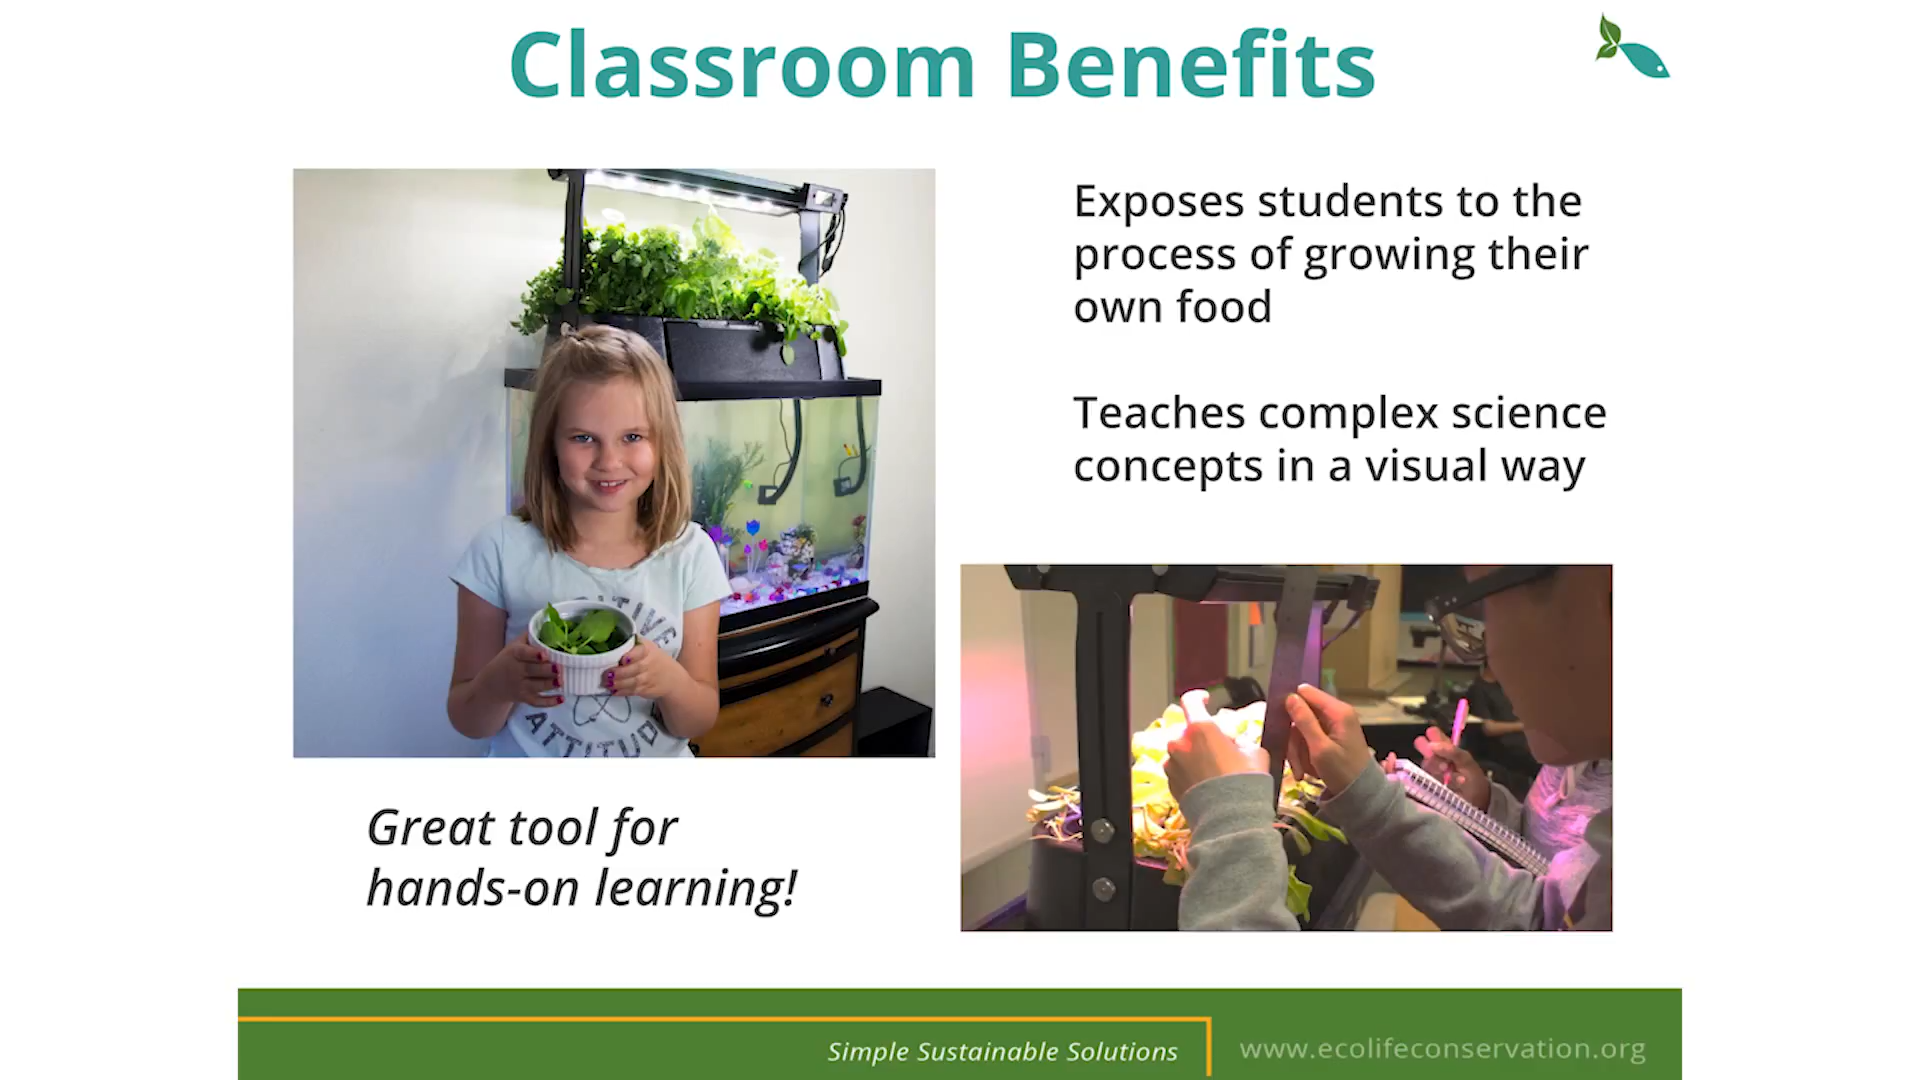 Classroom Benefits
Exposes students to the
process of growing their
own food
Teaches complex science
concepts in a visual way
ATTITUD
Great tool for
hands-on learning!
Simple Sustainable Solutions
www.ecolifeconservation.org